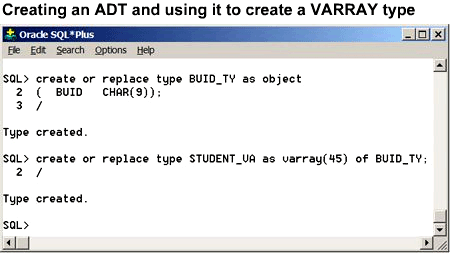 Creating an ADT and using it to create a VARRAY type
Oracle SQL*Plus
File Edit Search Options Help
SQL> create or replace type BUID_TY as object
2 ( BUID CHAR(9));
3 /
Type created.
SQL> create or replace type STUDENT_VA as varray(45) of BUID_TY;
2 /
Type created.
SQL>